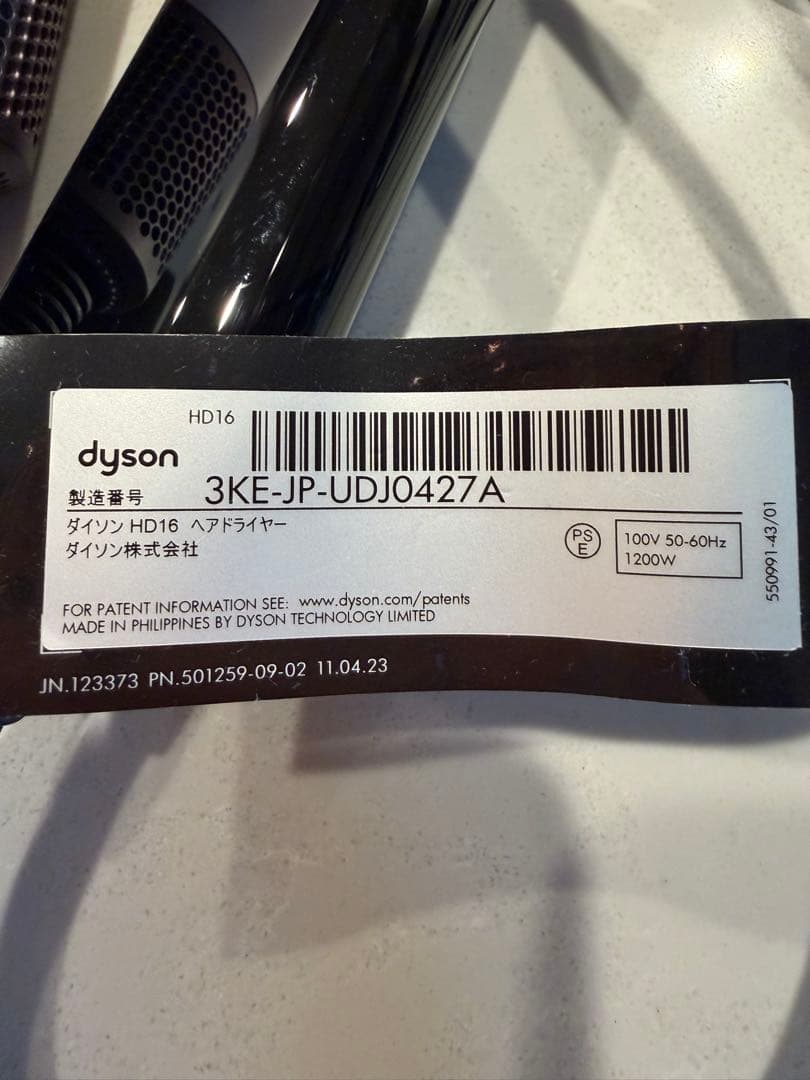 HD16
dyson
製造番号 3KE-JP-UDJ0427A
ダイソン HD16 ヘアドライヤー
ダイソン株式会社
PS
E
100V 50-60Hz
1200W
550991-43/01
FOR PATENT INFORMATION SEE: www.dyson.com/patents
MADE IN PHILIPPINES BY DYSON TECHNOLOGY LIMITED
JN.123373 PN.501259-09-02 11.04.23